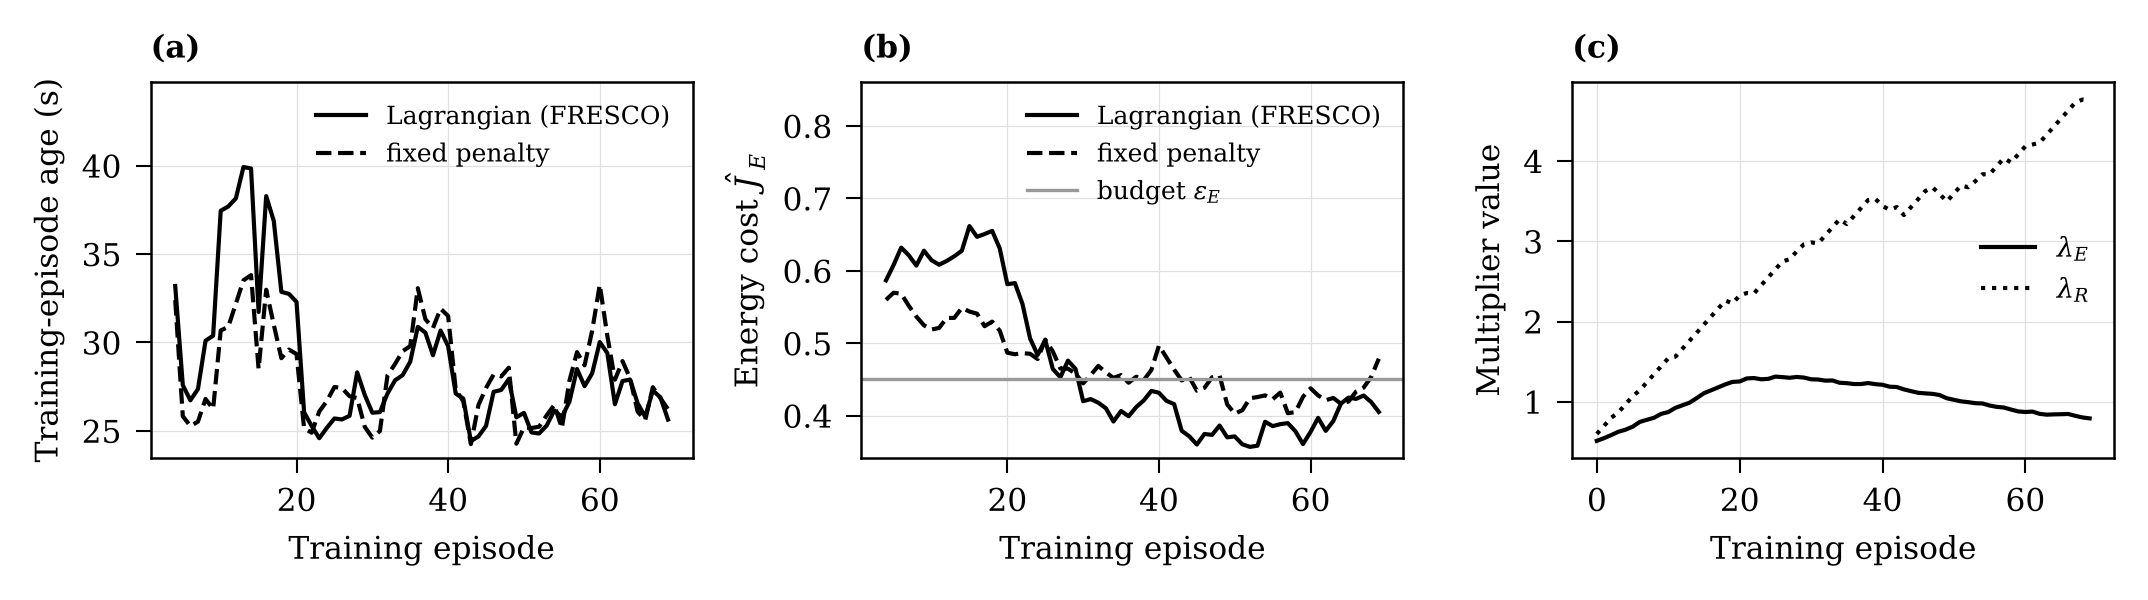 (a)
Training-episode age (s)
40
35
30
25
20
40
60
Training episode
Lagrangian (FRESCO)
fixed penalty
(b)
Energy cost Ĵ_E
0.8
0.7
0.6
0.5
0.4
20
40
60
Training episode
Lagrangian (FRESCO)
fixed penalty
budget ε_E
(c)
Multiplier value
4
3
2
1
0
20
40
60
Training episode
λ_E
λ_R